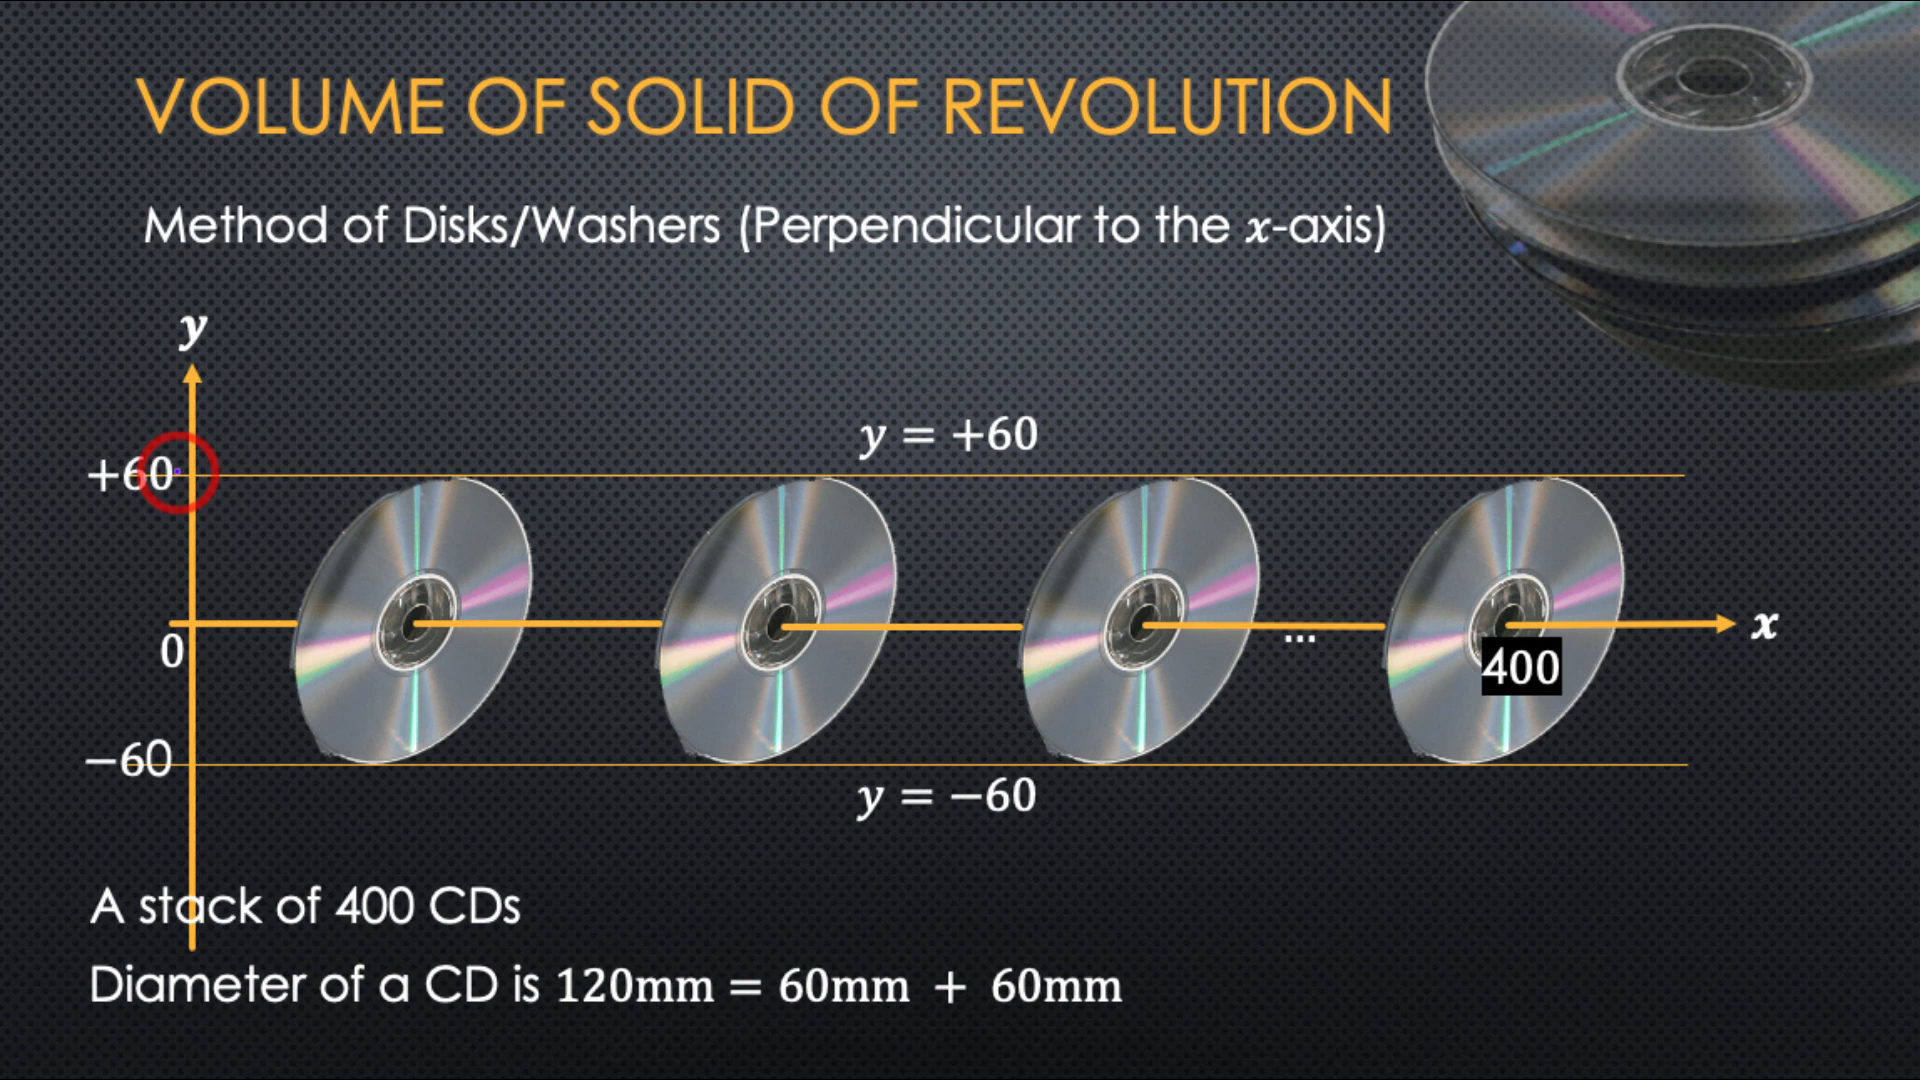 VOLUME OF SOLID OF REVOLUTION
Method of Disks/Washers (Perpendicular to the x-axis)
y
y = +60
+60
x
...
0
400
−60
y = −60
A stack of 400 CDs
Diameter of a CD is 120mm = 60mm + 60mm